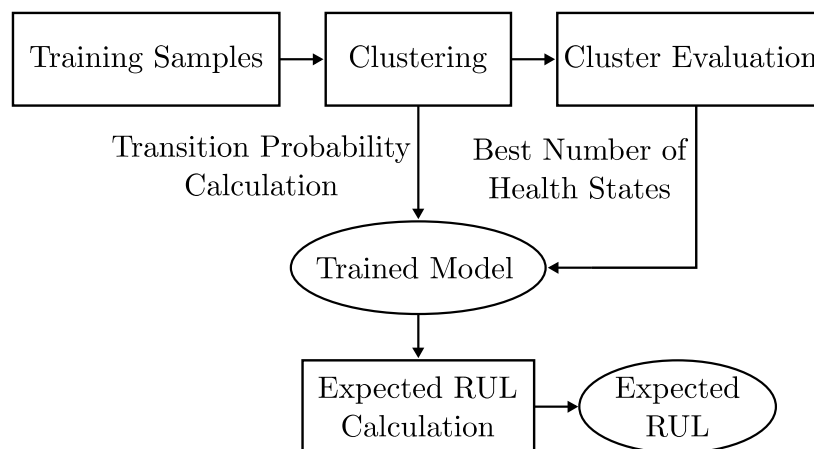 Training Samples
Clustering
Cluster Evaluation
Transition Probability
Calculation
Best Number of
Health States
Trained Model
Expected RUL
Calculation
Expected
RUL